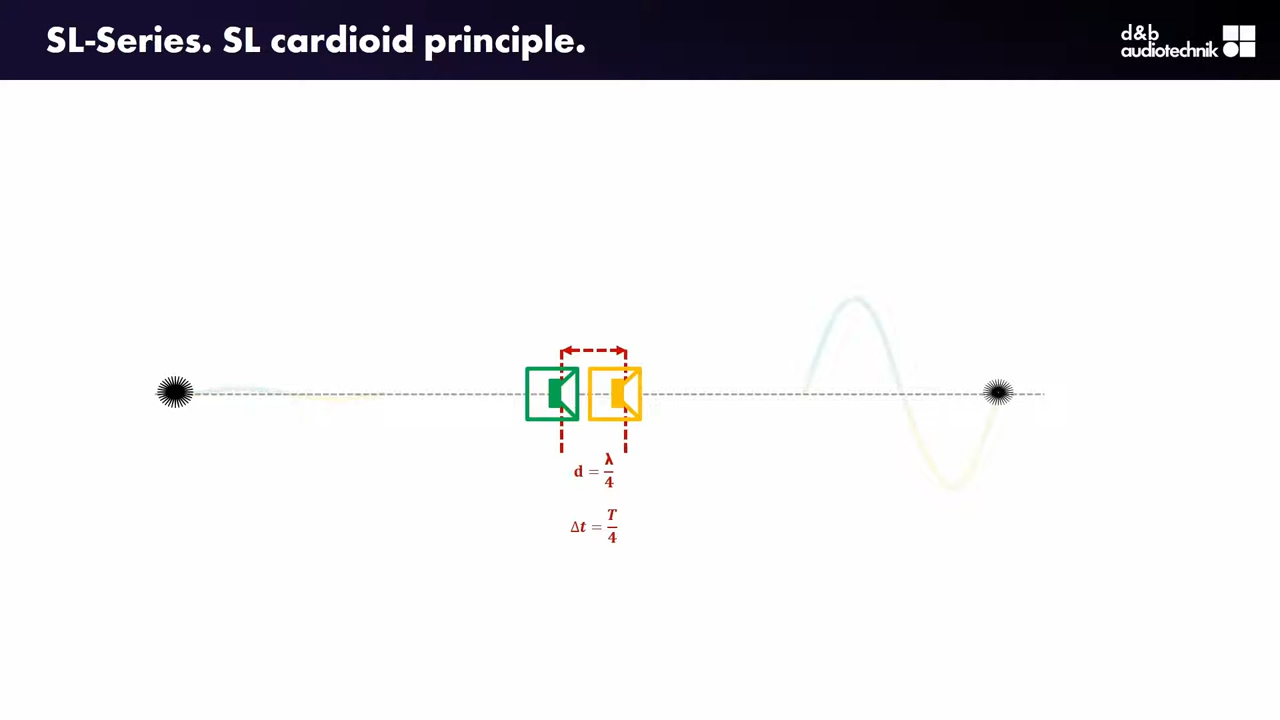 SL-Series. SL cardioid principle.
d&b
audiotechnik
d = λ/4
Δt = T/4